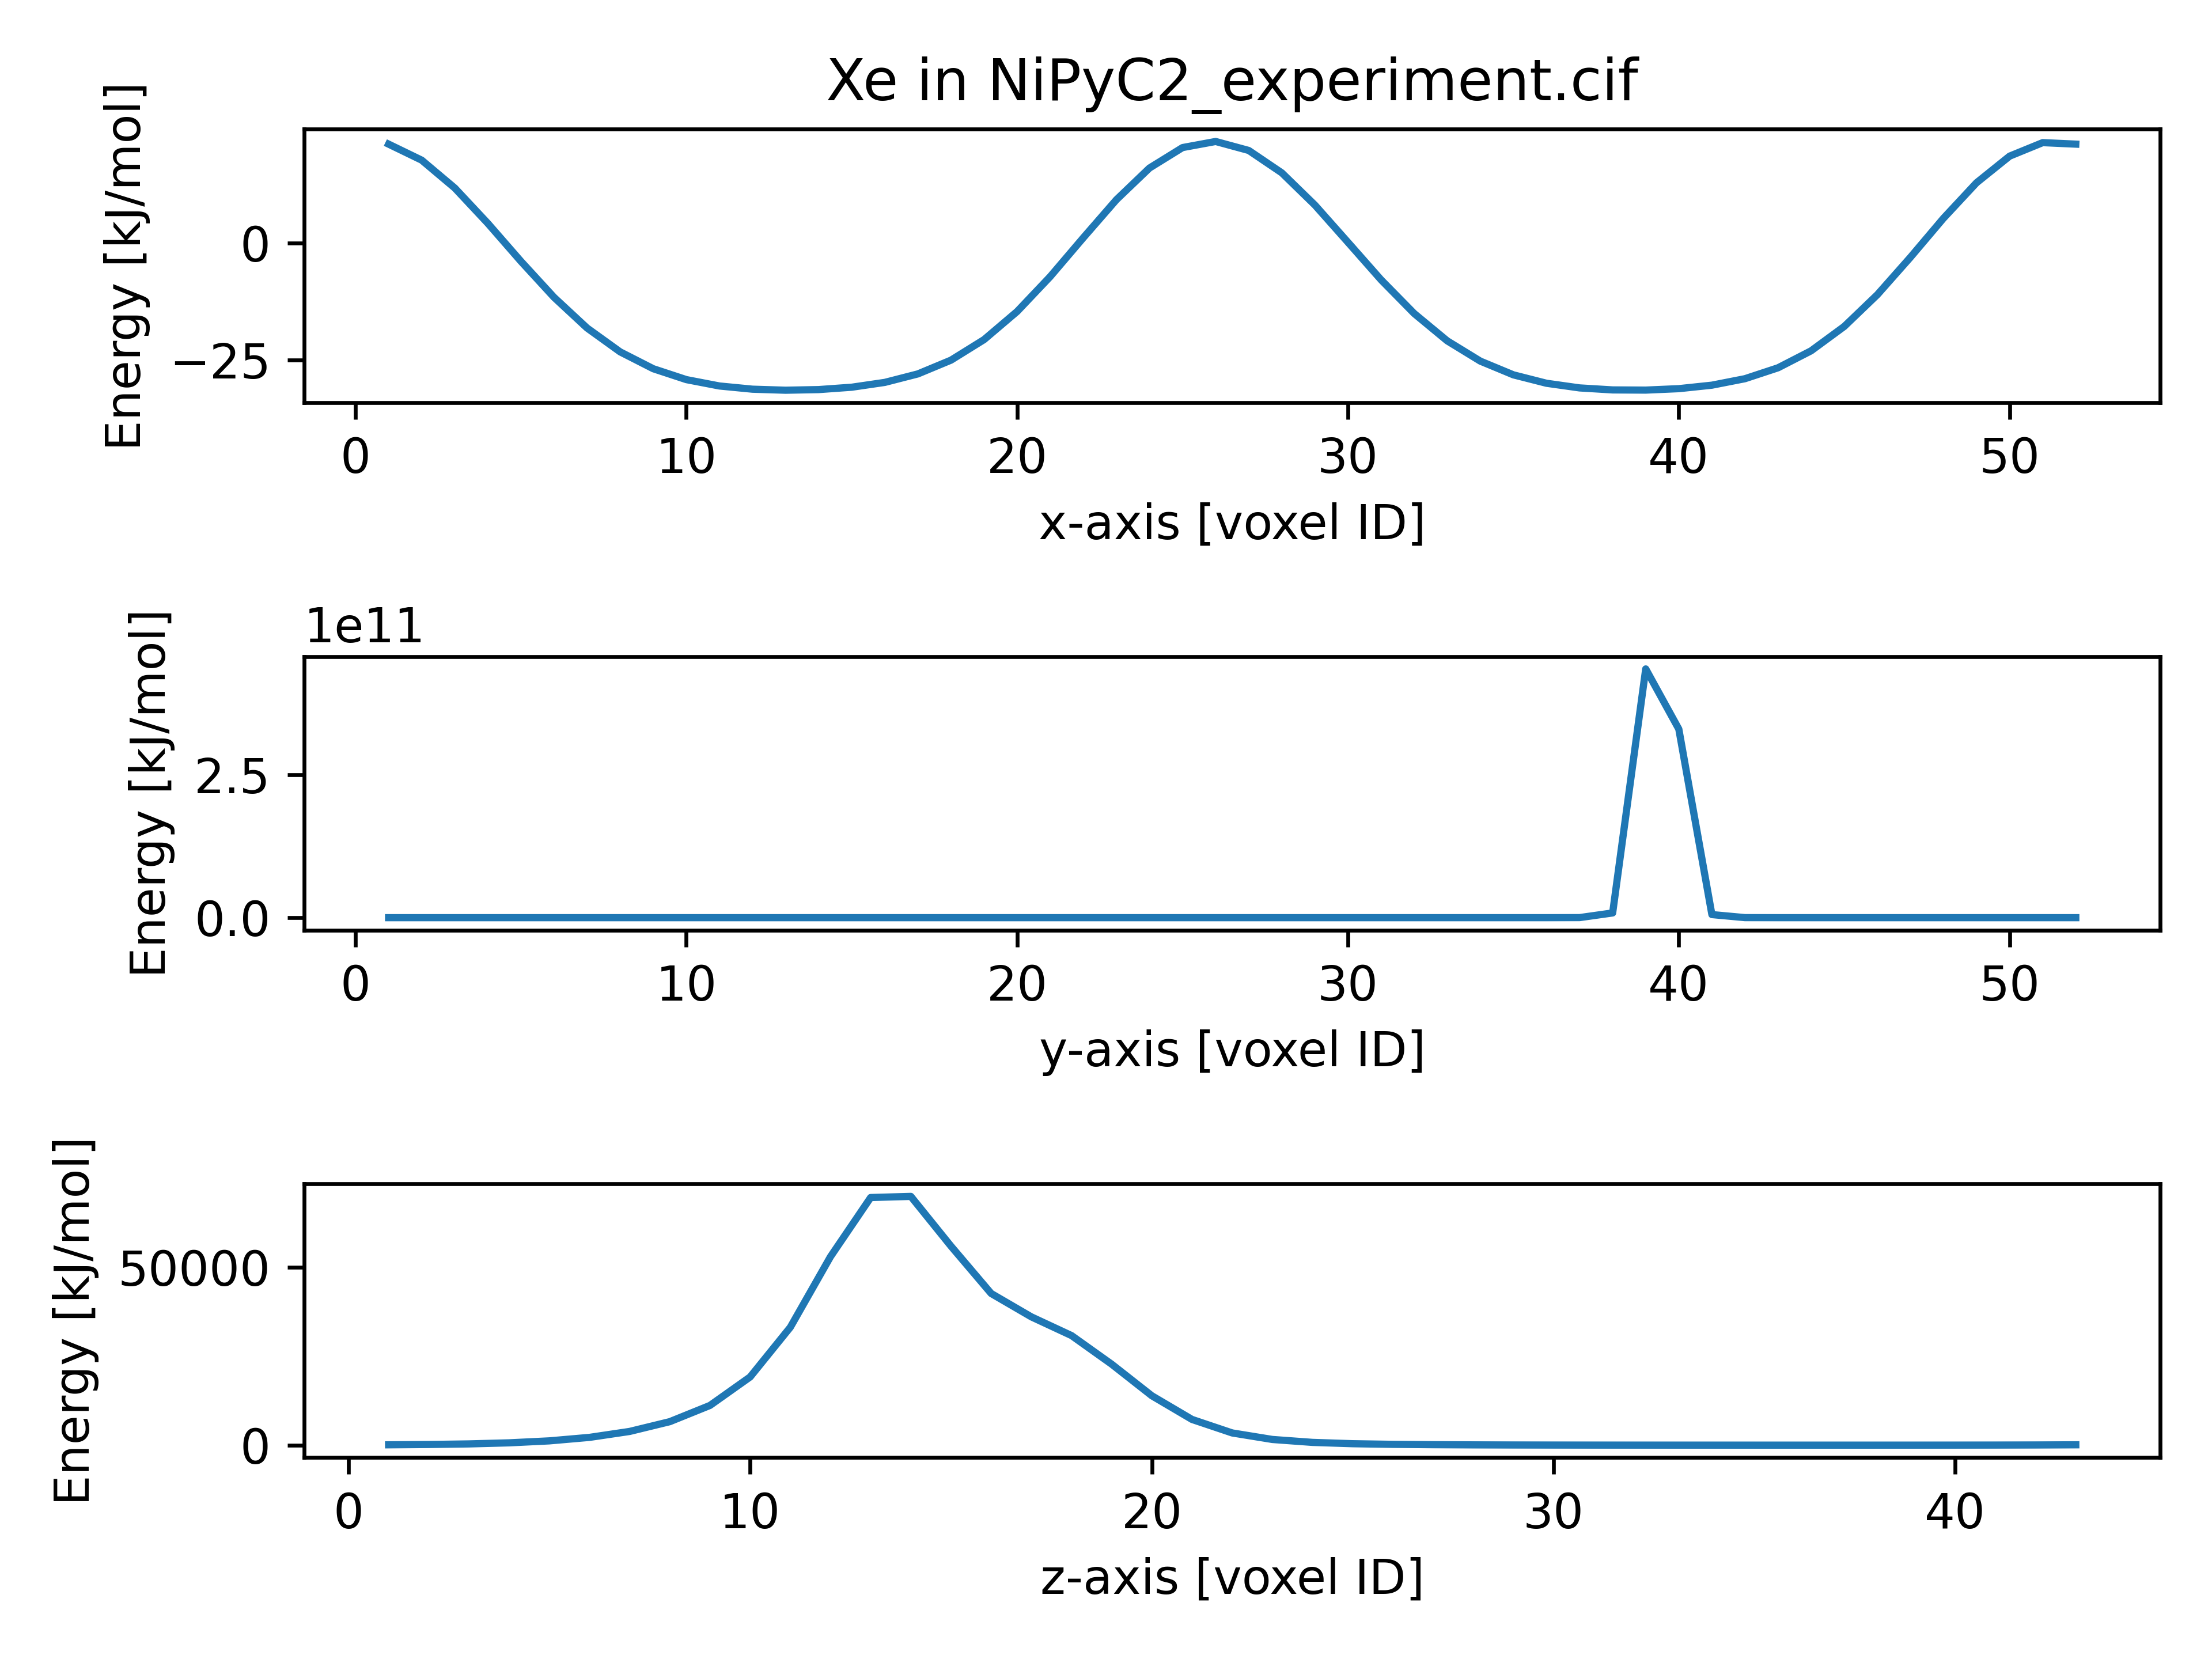 Xe in NiPyC2_experiment.cif
Energy [kJ/mol]
0
−25
0 10 20 30 40 50
x-axis [voxel ID]
1e11
Energy [kJ/mol]
2.5
0.0
0 10 20 30 40 50
y-axis [voxel ID]
Energy [kJ/mol]
50000
0
0 10 20 30 40
z-axis [voxel ID]